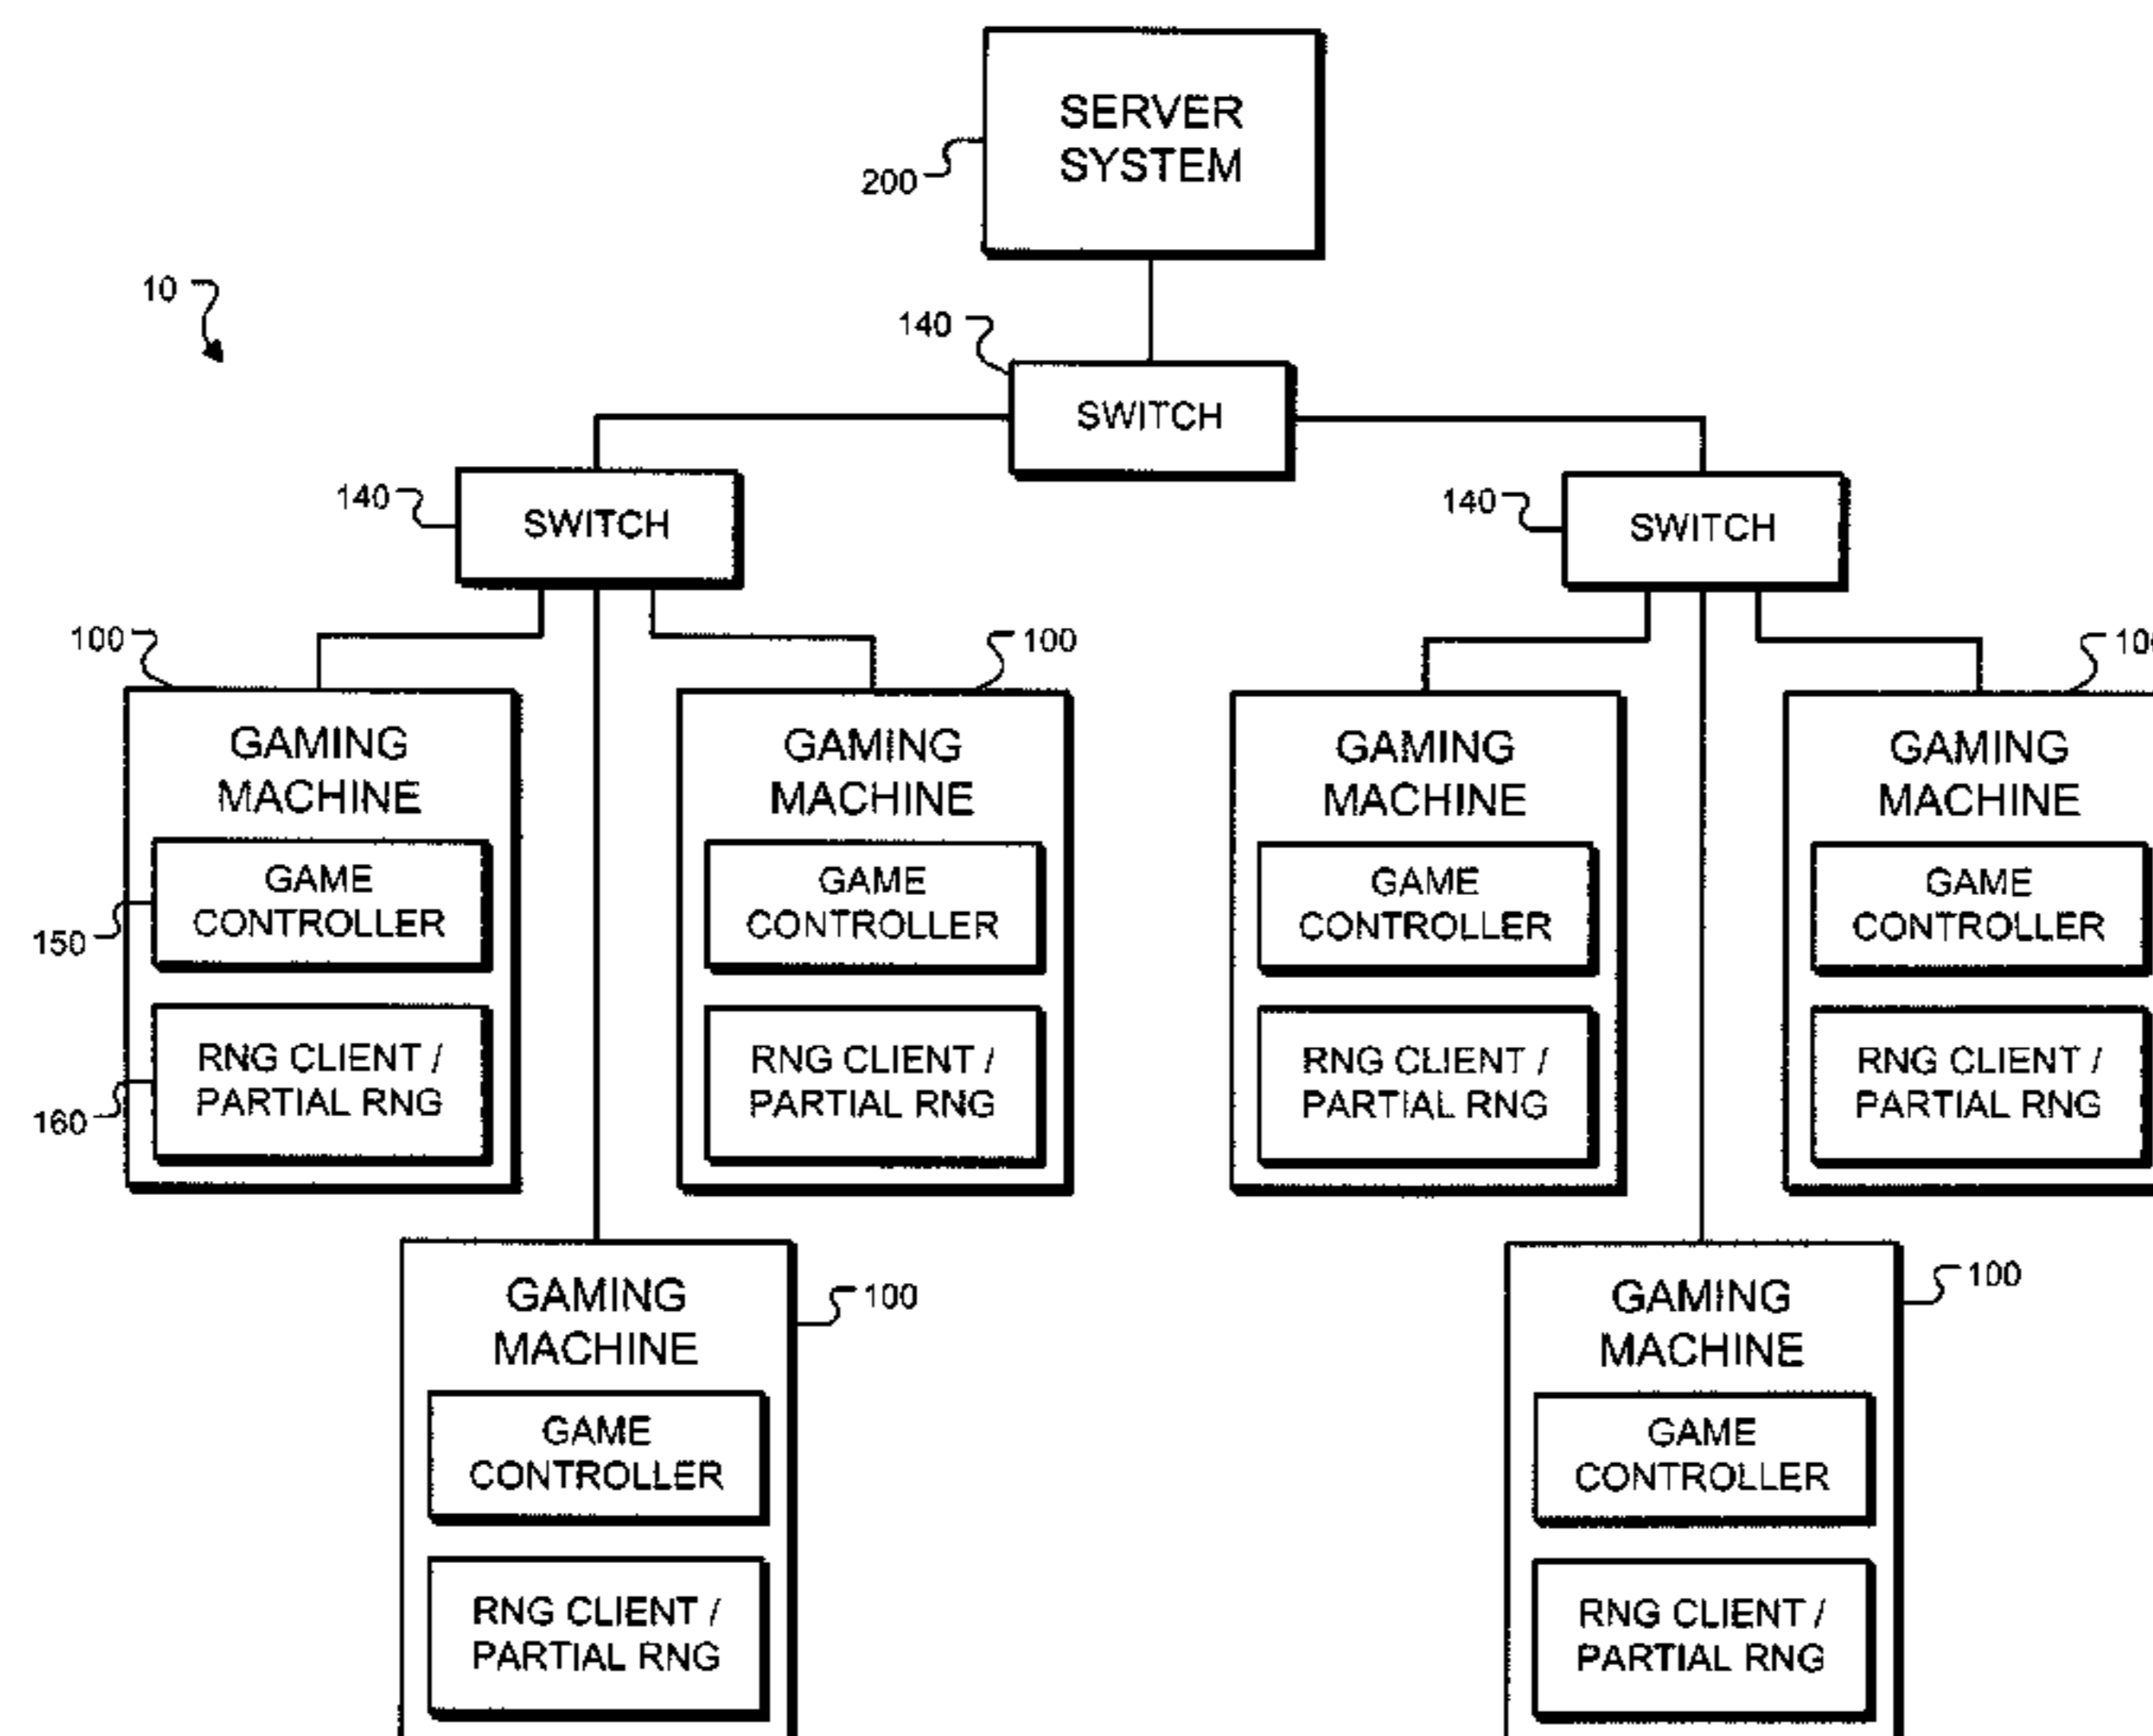 SERVER
SYSTEM
200
10
140
SWITCH
140
SWITCH
140
SWITCH
100
100
GAMING
MACHINE
GAME
CONTROLLER
150
RNG CLIENT /
PARTIAL RNG
160
GAMING
MACHINE
GAME
CONTROLLER
RNG CLIENT /
PARTIAL RNG
GAMING
MACHINE
GAME
CONTROLLER
RNG CLIENT /
PARTIAL RNG
GAMING
MACHINE
GAME
CONTROLLER
RNG CLIENT /
PARTIAL RNG
GAMING
MACHINE
100
GAME
CONTROLLER
RNG CLIENT /
PARTIAL RNG
GAMING
MACHINE
100
GAME
CONTROLLER
RNG CLIENT /
PARTIAL RNG